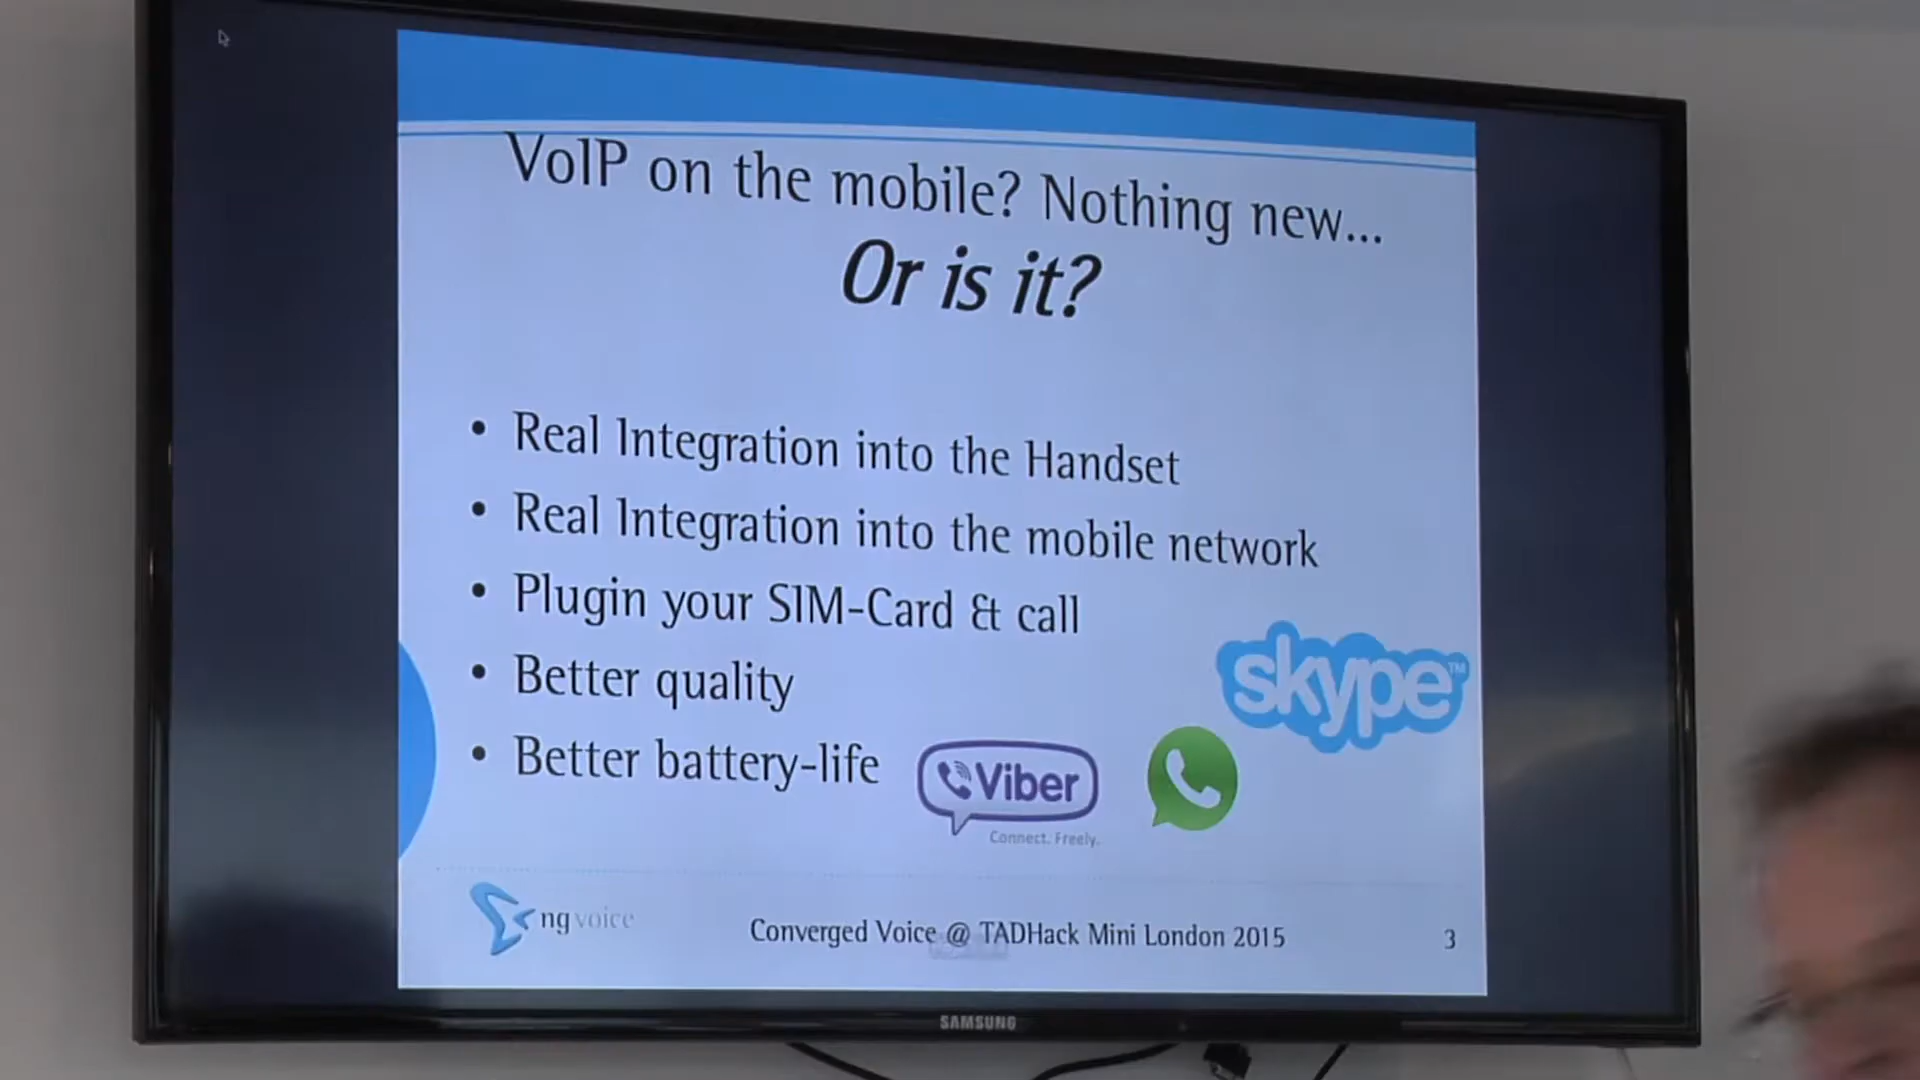 VoIP on the mobile? Nothing new...
Or is it?
• Real Integration into the Handset
• Real Integration into the mobile network
• Plugin your SIM-Card & call
• Better quality
• Better battery-life
skype™
Viber
Connect. Freely.
ng voice
Converged Voice @ TADHack Mini London 2015
3
SAMSUNG